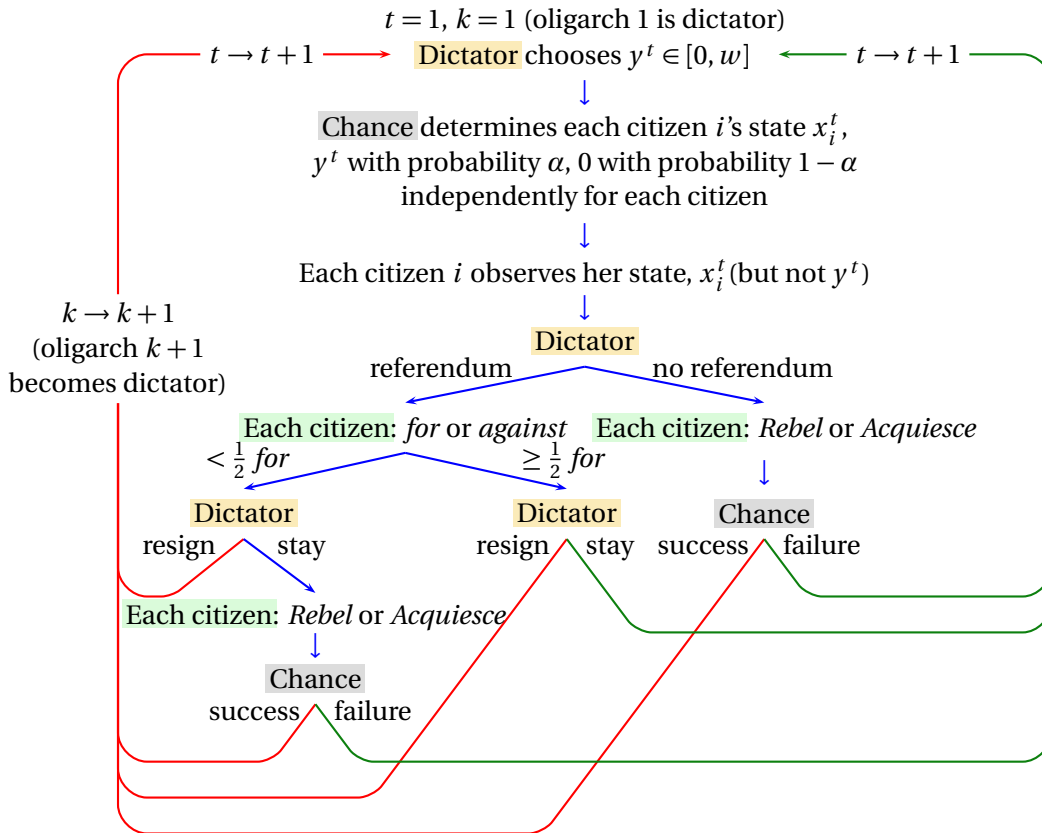 t = 1, k = 1 (oligarch 1 is dictator)
t → t + 1
Dictator chooses y^t ∈ [0, w]
t → t + 1
Chance determines each citizen i's state x_i^t,
y^t with probability α, 0 with probability 1 − α
independently for each citizen
Each citizen i observes her state, x_i^t (but not y^t)
k → k + 1
(oligarch k + 1
becomes dictator)
Dictator
referendum
no referendum
Each citizen: for or against
Each citizen: Rebel or Acquiesce
< 1/2 for
≥ 1/2 for
Dictator
Dictator
Chance
resign
stay
resign
stay
success
failure
Each citizen: Rebel or Acquiesce
Chance
success
failure